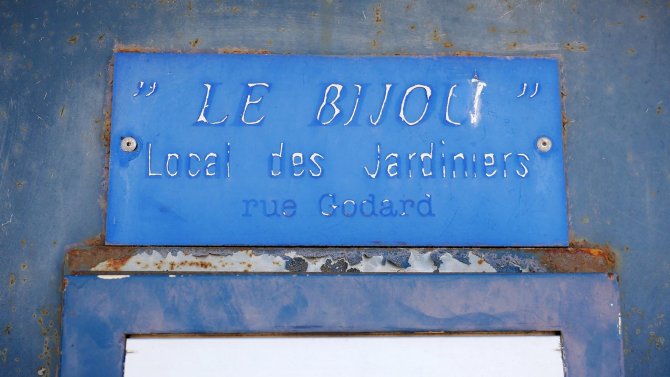 " LE BIJOU "
Local des Jardiniers
rue Godard